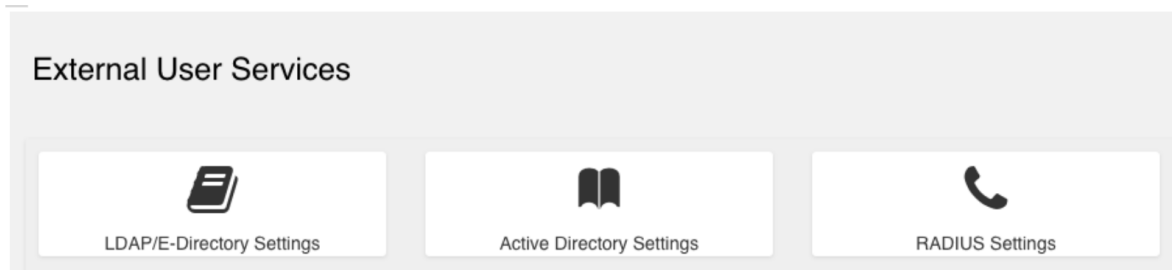 External User Services
LDAP/E-Directory Settings
Active Directory Settings
RADIUS Settings